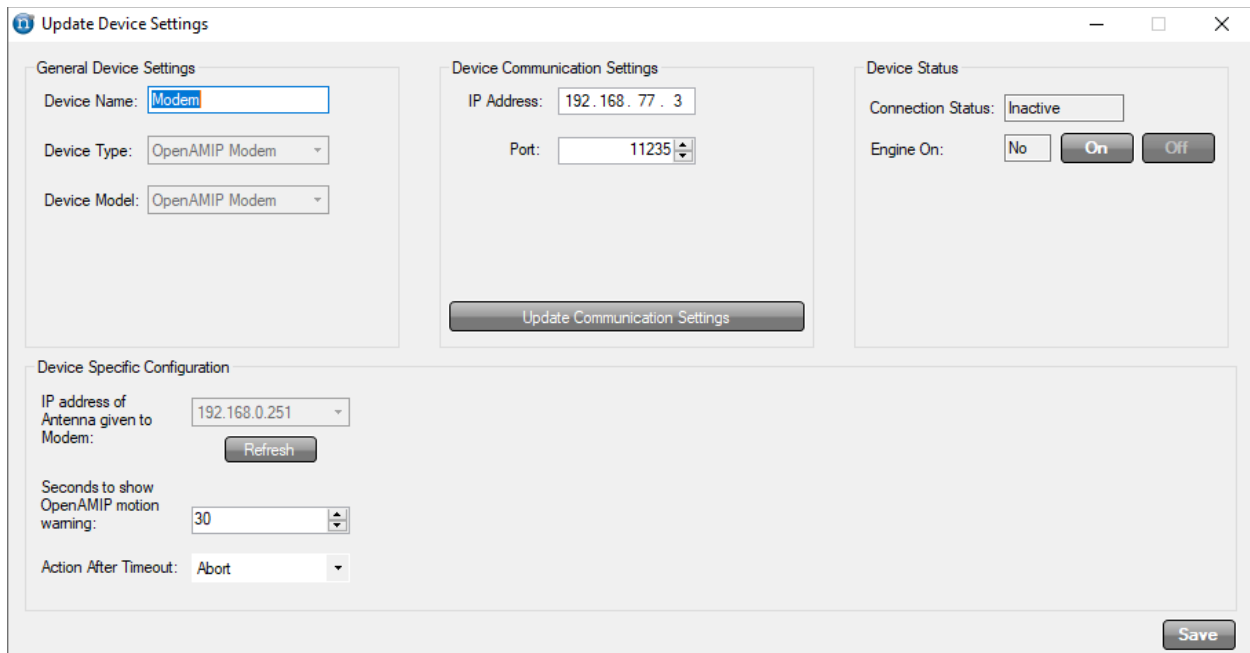 Update Device Settings
General Device Settings
Device Name: Modem
Device Type: OpenAMIP Modem
Device Model: OpenAMIP Modem
Device Communication Settings
IP Address: 192 . 168 . 77 . 3
Port: 11235
Update Communication Settings
Device Status
Connection Status: Inactive
Engine On: No On Off
Device Specific Configuration
IP address of
Antenna given to
Modem:
192.168.0.251
Refresh
Seconds to show
OpenAMIP motion
warning:
30
Action After Timeout: Abort
Save